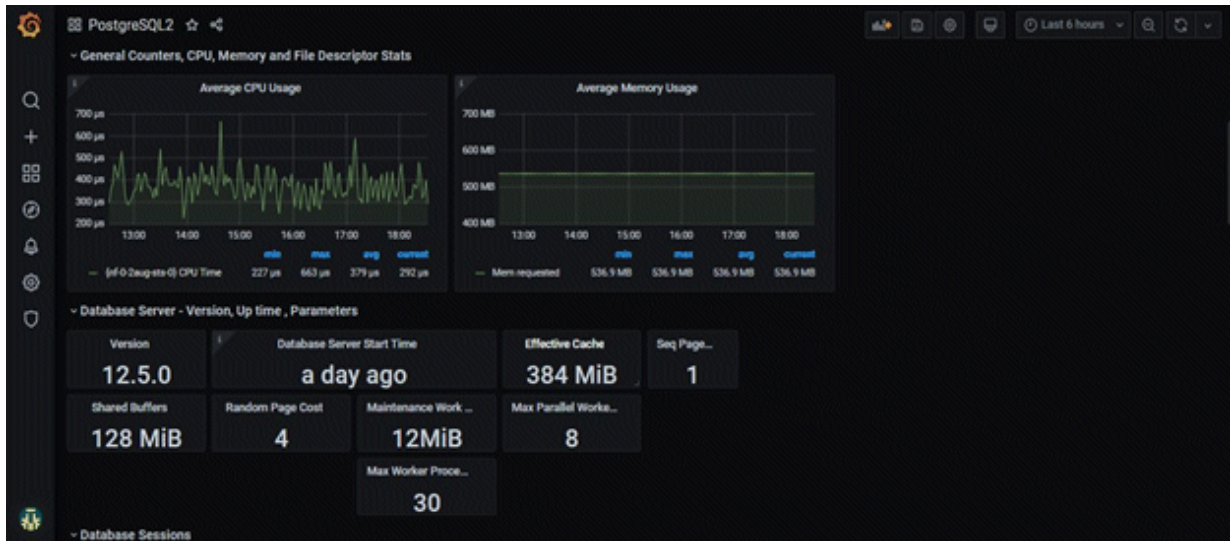 PostgreSQL2
Last 6 hours
General Counters, CPU, Memory and File Descriptor Stats
Average CPU Usage
700 µs
600 µs
500 µs
400 µs
300 µs
200 µs
13:00 14:00 15:00 16:00 17:00 18:00
min max avg current
CPU Time 227 µs 663 µs 379 µs 292 µs
Average Memory Usage
700 MB
600 MB
500 MB
400 MB
13:00 14:00 15:00 16:00 17:00 18:00
min max avg current
Mem requested 536.9 MB 536.9 MB 536.9 MB 536.9 MB
Database Server - Version, Up time , Parameters
Version
12.5.0
Database Server Start Time
a day ago
Effective Cache
384 MiB
Seq Page...
1
Shared Buffers
128 MiB
Random Page Cost
4
Maintenance Work ...
12MiB
Max Parallel Worke...
8
Max Worker Proce...
30
Database Sessions